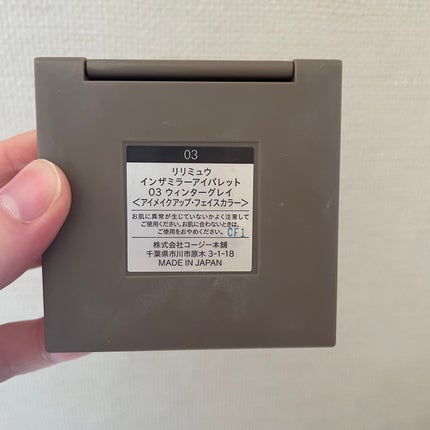 03
リリミュウ
インザミラーアイパレット
03 ウィンターグレイ
<アイメイクアップ・フェイスカラー>
お肌に異常が生じていないかよく注意して
ご使用ください。お肌に合わないときは、
ご使用をおやめください。 CF1
株式会社コージー本舗
千葉県市川市原木 3-1-18
MADE IN JAPAN